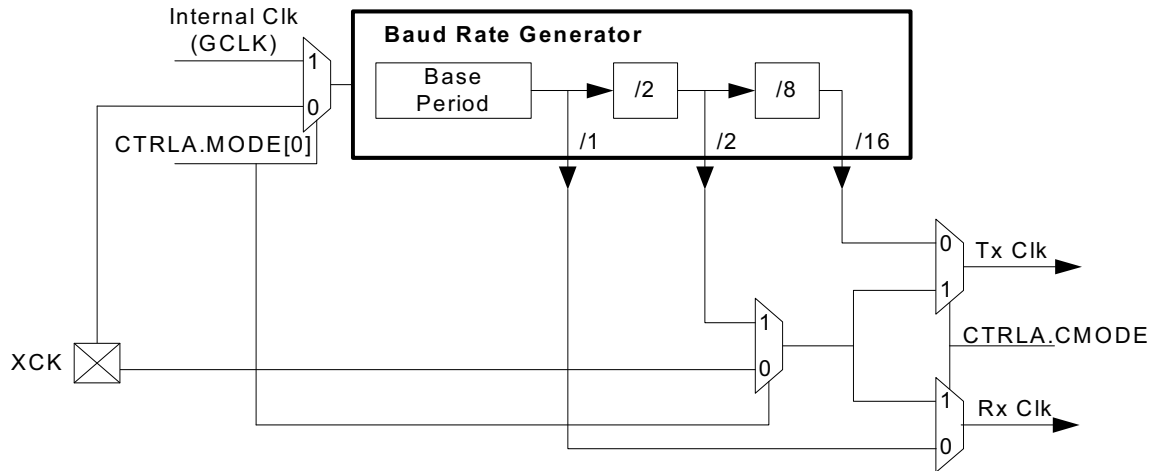 Internal Clk
(GCLK)
Baud Rate Generator
1
Base
Period
/2
/8
0
CTRLA.MODE[0]
/1
/2
/16
0
Tx Clk
1
1
CTRLA.CMODE
XCK
0
1
Rx Clk
0